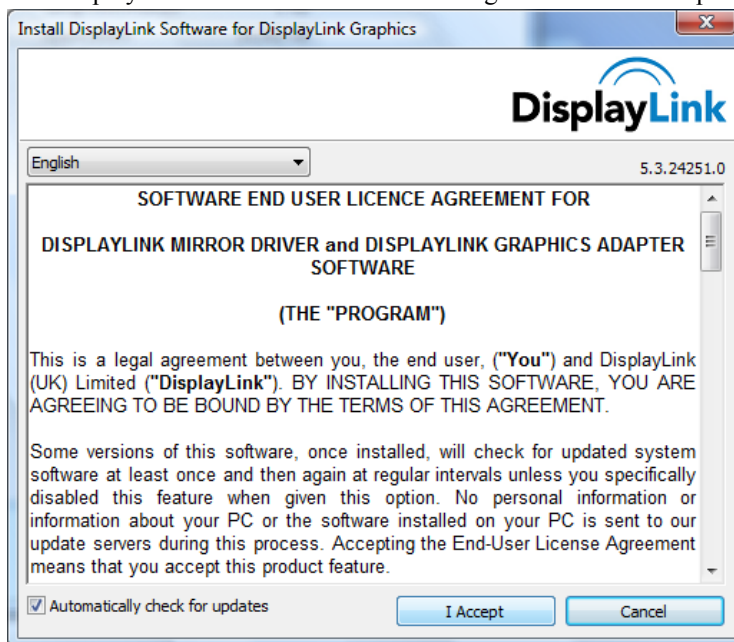 Install DisplayLink Software for DisplayLink Graphics
DisplayLink
English
5.3.24251.0
SOFTWARE END USER LICENCE AGREEMENT FOR
DISPLAYLINK MIRROR DRIVER and DISPLAYLINK GRAPHICS ADAPTER
SOFTWARE
(THE "PROGRAM")
This is a legal agreement between you, the end user, ("You") and DisplayLink
(UK) Limited ("DisplayLink"). BY INSTALLING THIS SOFTWARE, YOU ARE
AGREEING TO BE BOUND BY THE TERMS OF THIS AGREEMENT.
Some versions of this software, once installed, will check for updated system
software at least once and then again at regular intervals unless you specifically
disabled this feature when given this option. No personal information or
information about your PC or the software installed on your PC is sent to our
update servers during this process. Accepting the End-User License Agreement
means that you accept this product feature.
Automatically check for updates
I Accept
Cancel